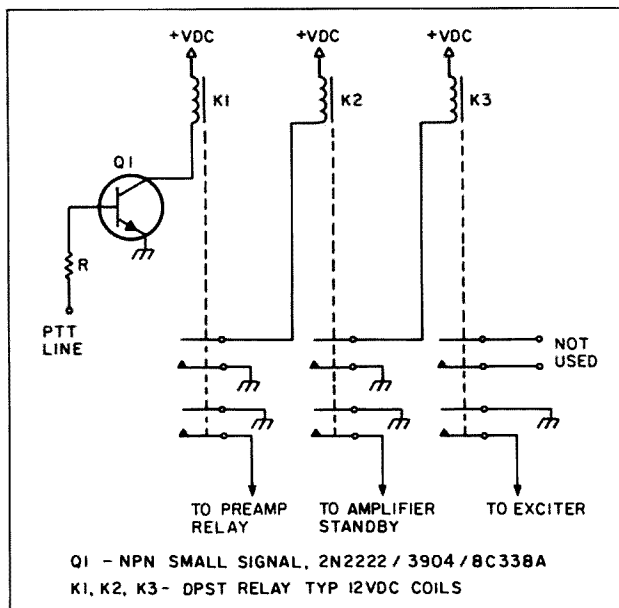 +VDC +VDC +VDC
K1 K2 K3
Q1
R
PTT
LINE
NOT
USED
TO PREAMP
RELAY
TO AMPLIFIER
STANDBY
TO EXCITER
Q1 - NPN SMALL SIGNAL, 2N2222 / 3904 / 8C338A
K1, K2, K3 - DPST RELAY TYP 12VDC COILS